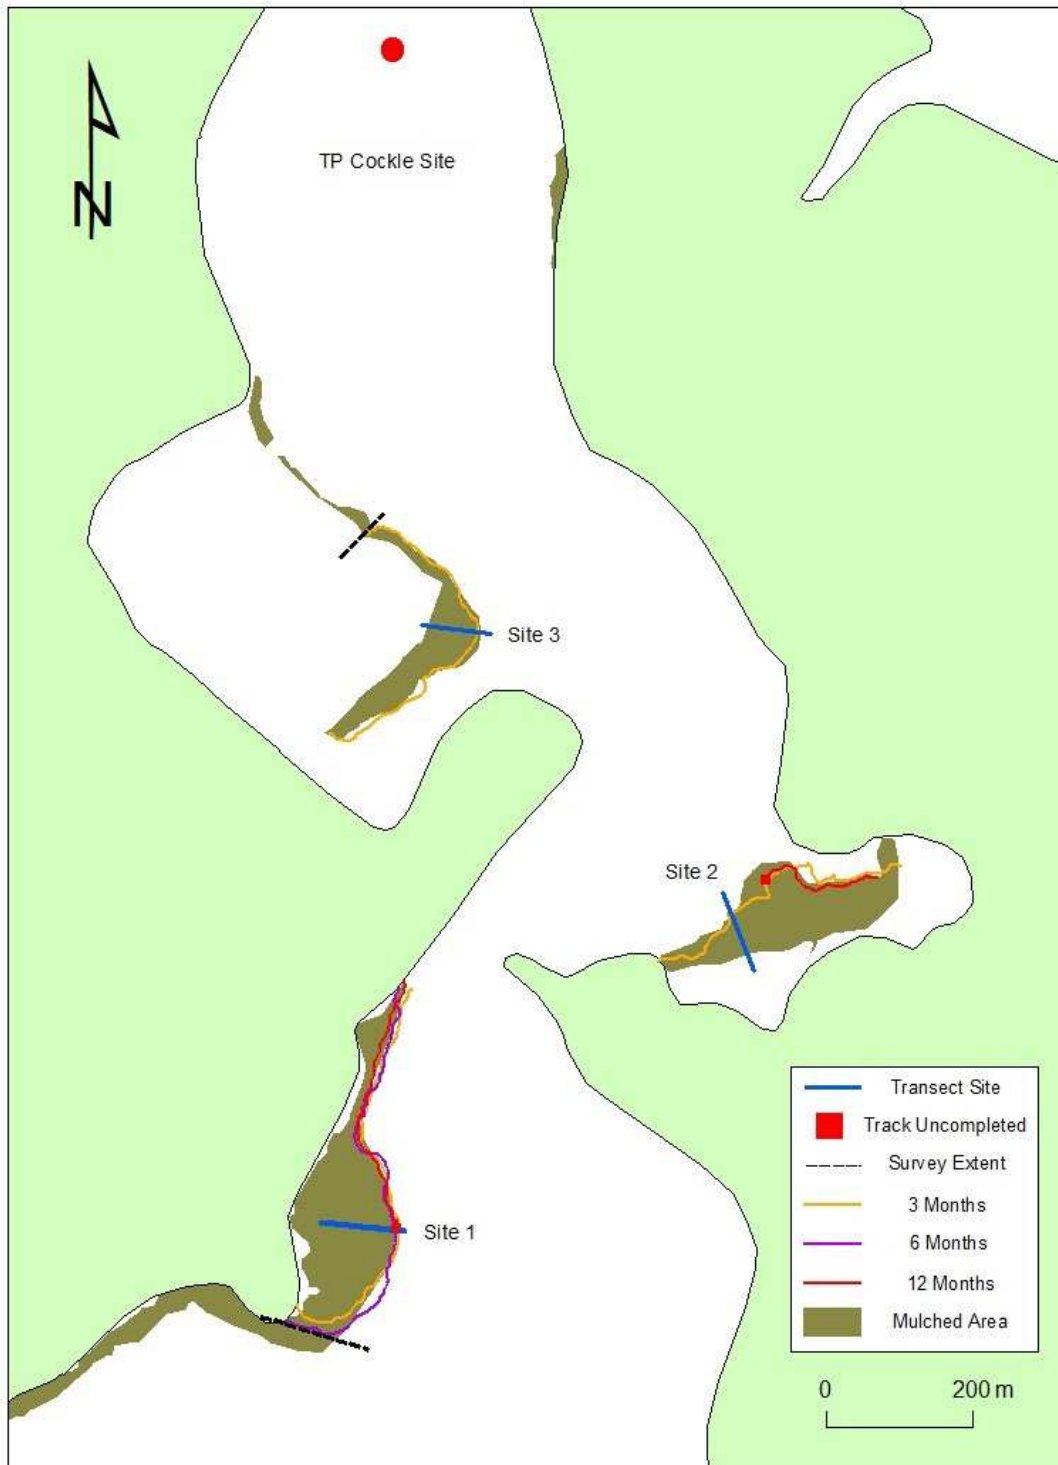 N
TP Cockle Site
Site 3
Site 2
Site 1
Transect Site
Track Uncompleted
Survey Extent
3 Months
6 Months
12 Months
Mulched Area
0 200 m